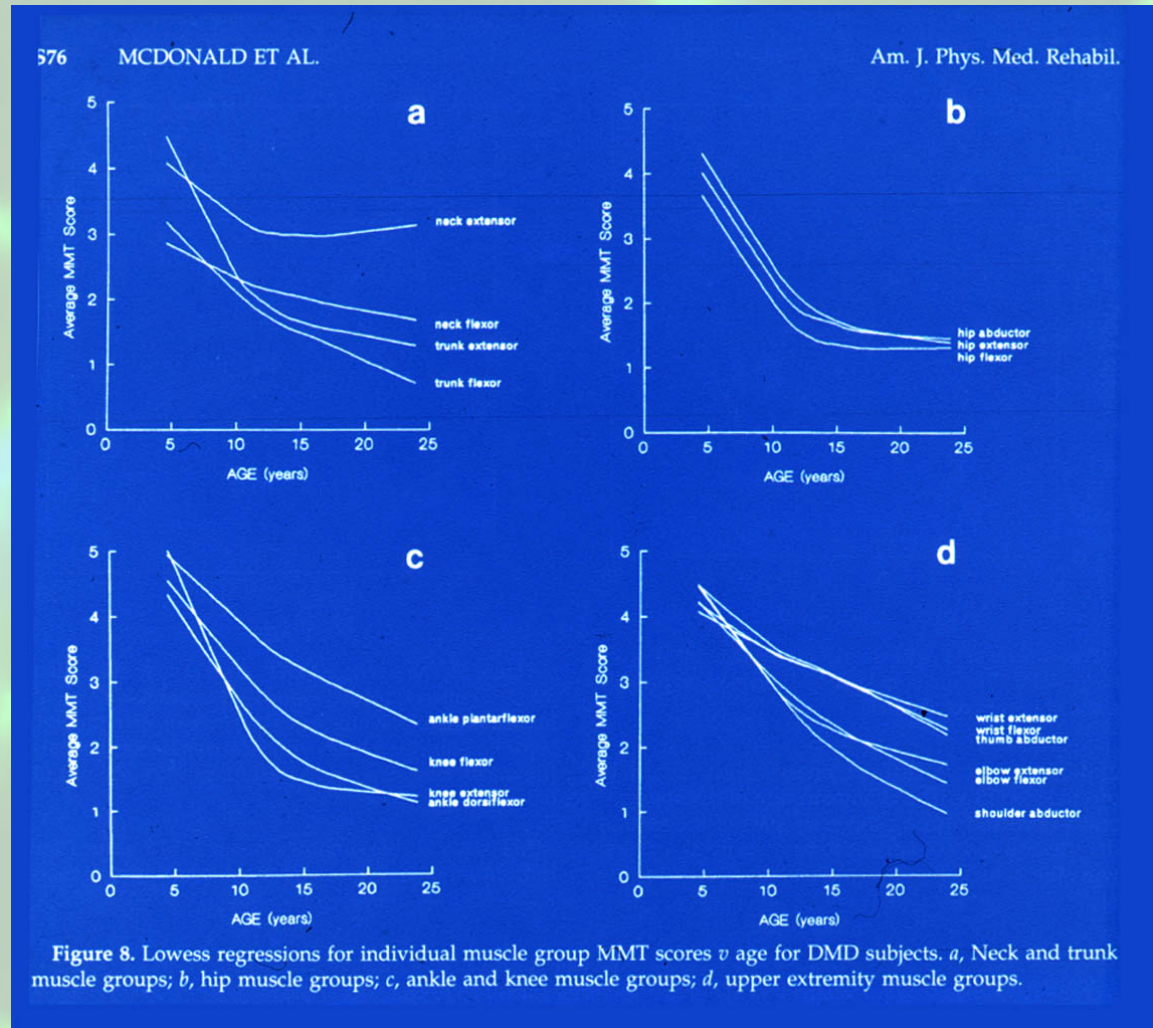 S76 MCDONALD ET AL. Am. J. Phys. Med. Rehabil.
a
5
4
3
2
1
0
Average MMT Score
neck extensor
neck flexor
trunk extensor
trunk flexor
0 5 10 15 20 25
AGE (years)
b
5
4
3
2
1
0
Average MMT Score
hip abductor
hip extensor
hip flexor
0 5 10 15 20 25
AGE (years)
c
5
4
3
2
1
0
Average MMT Score
ankle plantarflexor
knee flexor
knee extensor
ankle dorsiflexor
0 5 10 15 20 25
AGE (years)
d
5
4
3
2
1
0
Average MMT Score
wrist extensor
wrist flexor
thumb abductor
elbow extensor
elbow flexor
shoulder abductor
0 5 10 15 20 25
AGE (years)
Figure 8. Lowess regressions for individual muscle group MMT scores v age for DMD subjects. a, Neck and trunk
muscle groups; b, hip muscle groups; c, ankle and knee muscle groups; d, upper extremity muscle groups.